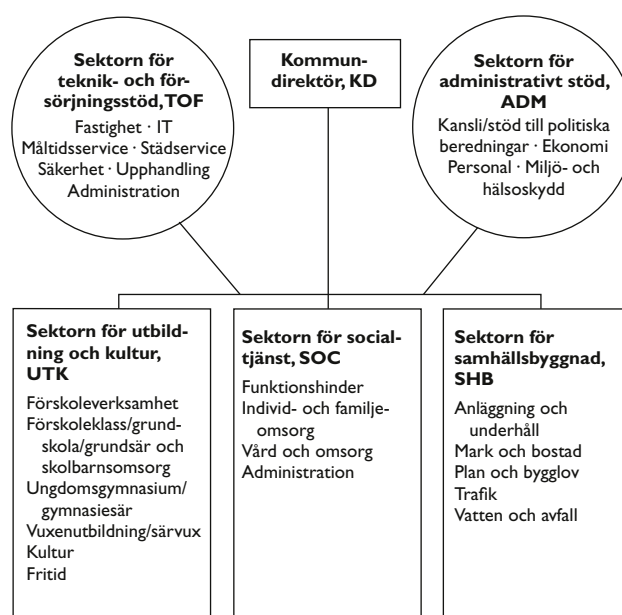 Sektorn för
teknik- och för-
sörjningsstöd, TOF
Fastighet · IT
Måltidsservice · Städservice
Säkerhet · Upphandling
Administration
Kommun-
direktör, KD
Sektorn för
administrativt stöd,
ADM
Kansli/stöd till politiska
beredningar · Ekonomi
Personal · Miljö- och
hälsoskydd
Sektorn för utbild-
ning och kultur,
UTK
Förskoleverksamhet
Förskoleklass/grund-
skola/grundsär och
skolbarnsomsorg
Ungdomsgymnasium/
gymnasiesär
Vuxenutbildning/särvux
Kultur
Fritid
Sektorn för social-
tjänst, SOC
Funktionshinder
Individ- och familje-
omsorg
Vård och omsorg
Administration
Sektorn för
samhällsbyggnad,
SHB
Anläggning och
underhåll
Mark och bostad
Plan och bygglov
Trafik
Vatten och avfall